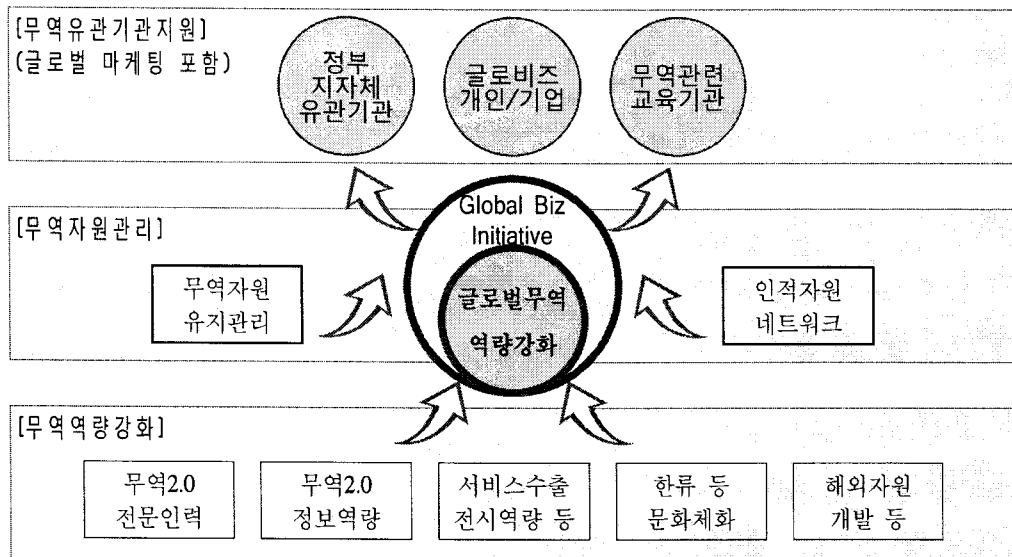 [무역유관기관지원]
(글로벌 마케팅 포함)
정부
지자체
유관기관
글로비즈
개인/기업
무역관련
교육기관
Global Biz
Initiative
[무역자원관리]
무역자원
유지관리
글로벌무역
역량강화
인적자원
네트워크
[무역역량강화]
무역2.0
전문인력
무역2.0
정보역량
서비스수출
전시역량 등
한류 등
문화체화
해외자원
개발 등